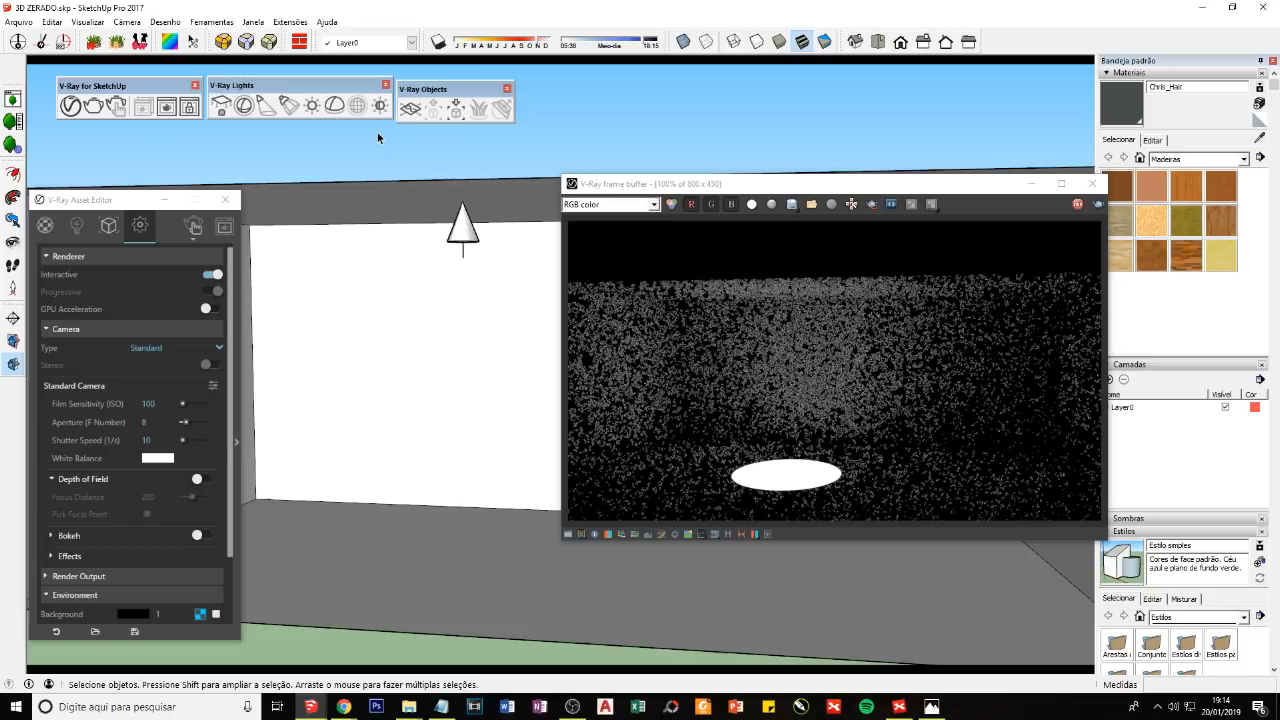 3D ZERADO.skp - SketchUp Pro 2017
Arquivo Editar Visualizar Câmera Desenho Ferramentas Janela Extensões Ajuda
Layer0
J F M A M J J A S O N D
05:38 Meio-dia 18:15
V-Ray for SketchUp
V-Ray Lights
V-Ray Objects
V-Ray Asset Editor
Renderer
Interactive
Progressive
GPU Acceleration
Camera
Type Standard
Stereo
Standard Camera
Film Sensitivity (ISO) 100
Aperture (F Number) 8
Shutter Speed (1/s) 10
White Balance
Depth of Field
Focus Distance 200
Pick Focal Point
Bokeh
Effects
Render Output
Environment
Background 1
V-Ray frame buffer - [100% of 800 x 450]
RGB color
R G B
Bandeja padrão
Materiais
Chris_Hair
Selecionar Editar
Madeiras
Camadas
ome Visível Cor
Layer0
Sombras
Estilos
Estilo simples
Cores de face padrão. Céu
azul e plano de fundo verde.
Selecionar Editar Misturar
Estilos
Arestas Conjunto Estilos di Estilos pa
Medidas
Selecione objetos. Pressione Shift para ampliar a seleção. Arraste o mouse para fazer múltiplas seleções.
Digite aqui para pesquisar
19:14
20/01/2019